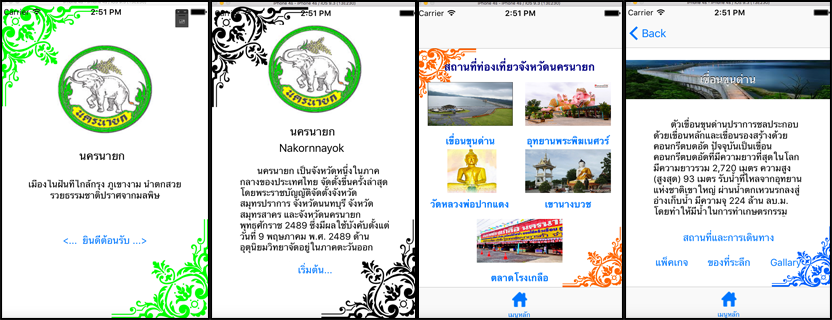 Carrier 2:51 PM
นครนายก
นครนายก
เมืองในฝันที่ใกล้กรุง ภูเขางาม น้ำตกสวย
รวยธรรมชาติปราศจากมลพิษ
<... ยินดีต้อนรับ ...>
Carrier 2:51 PM
นครนายก
นครนายก
Nakornnayok
นครนายก เป็นจังหวัดหนึ่งในภาค
กลางของประเทศไทย จัดตั้งขึ้นครั้งล่าสุด
โดยพระราชบัญญัติจัดตั้งจังหวัด
สมุทรปราการ จังหวัดนนทบุรี จังหวัด
สมุทรสาคร และจังหวัดนครนายก
พุทธศักราช 2489 ซึ่งมีผลใช้บังคับตั้งแต่
วันที่ 9 พฤษภาคม พ.ศ. 2489 ด้าน
อุตุนิยมวิทยาจัดอยู่ในภาคตะวันออก
เริ่มต้น...
Carrier 2:51 PM
สถานที่ท่องเที่ยวจังหวัดนครนายก
เขื่อนขุนด่าน อุทยานพระพิฆเนศวร์
วัดหลวงพ่อปากแดง เขานางบวช
ตลาดโรงเกลือ
เมนูหลัก
Carrier 2:51 PM
Back
เขื่อนขุนด่าน
ตัวเขื่อนขุนด่านปราการชลประกอบ
ด้วยเขื่อนหลักและเขื่อนรองสร้างด้วย
คอนกรีตบดอัด ปัจจุบันเป็นเขื่อน
คอนกรีตบดอัดที่มีความยาวที่สุดในโลก
มีความยาวรวม 2,720 เมตร ความสูง
(สูงสุด) 93 เมตร รับน้ำที่ไหลจากอุทยาน
แห่งชาติเขาใหญ่ ผ่านน้ำตกเหวนรกลงสู่
อ่างเก็บน้ำ มีความจุ 224 ล้าน ลบ.ม.
โดยทำให้มีน้ำในการทำเกษตรกรรม
สถานที่และการเดินทาง
แพ็คเกจ ของที่ระลึก Gallary
เมนูหลัก